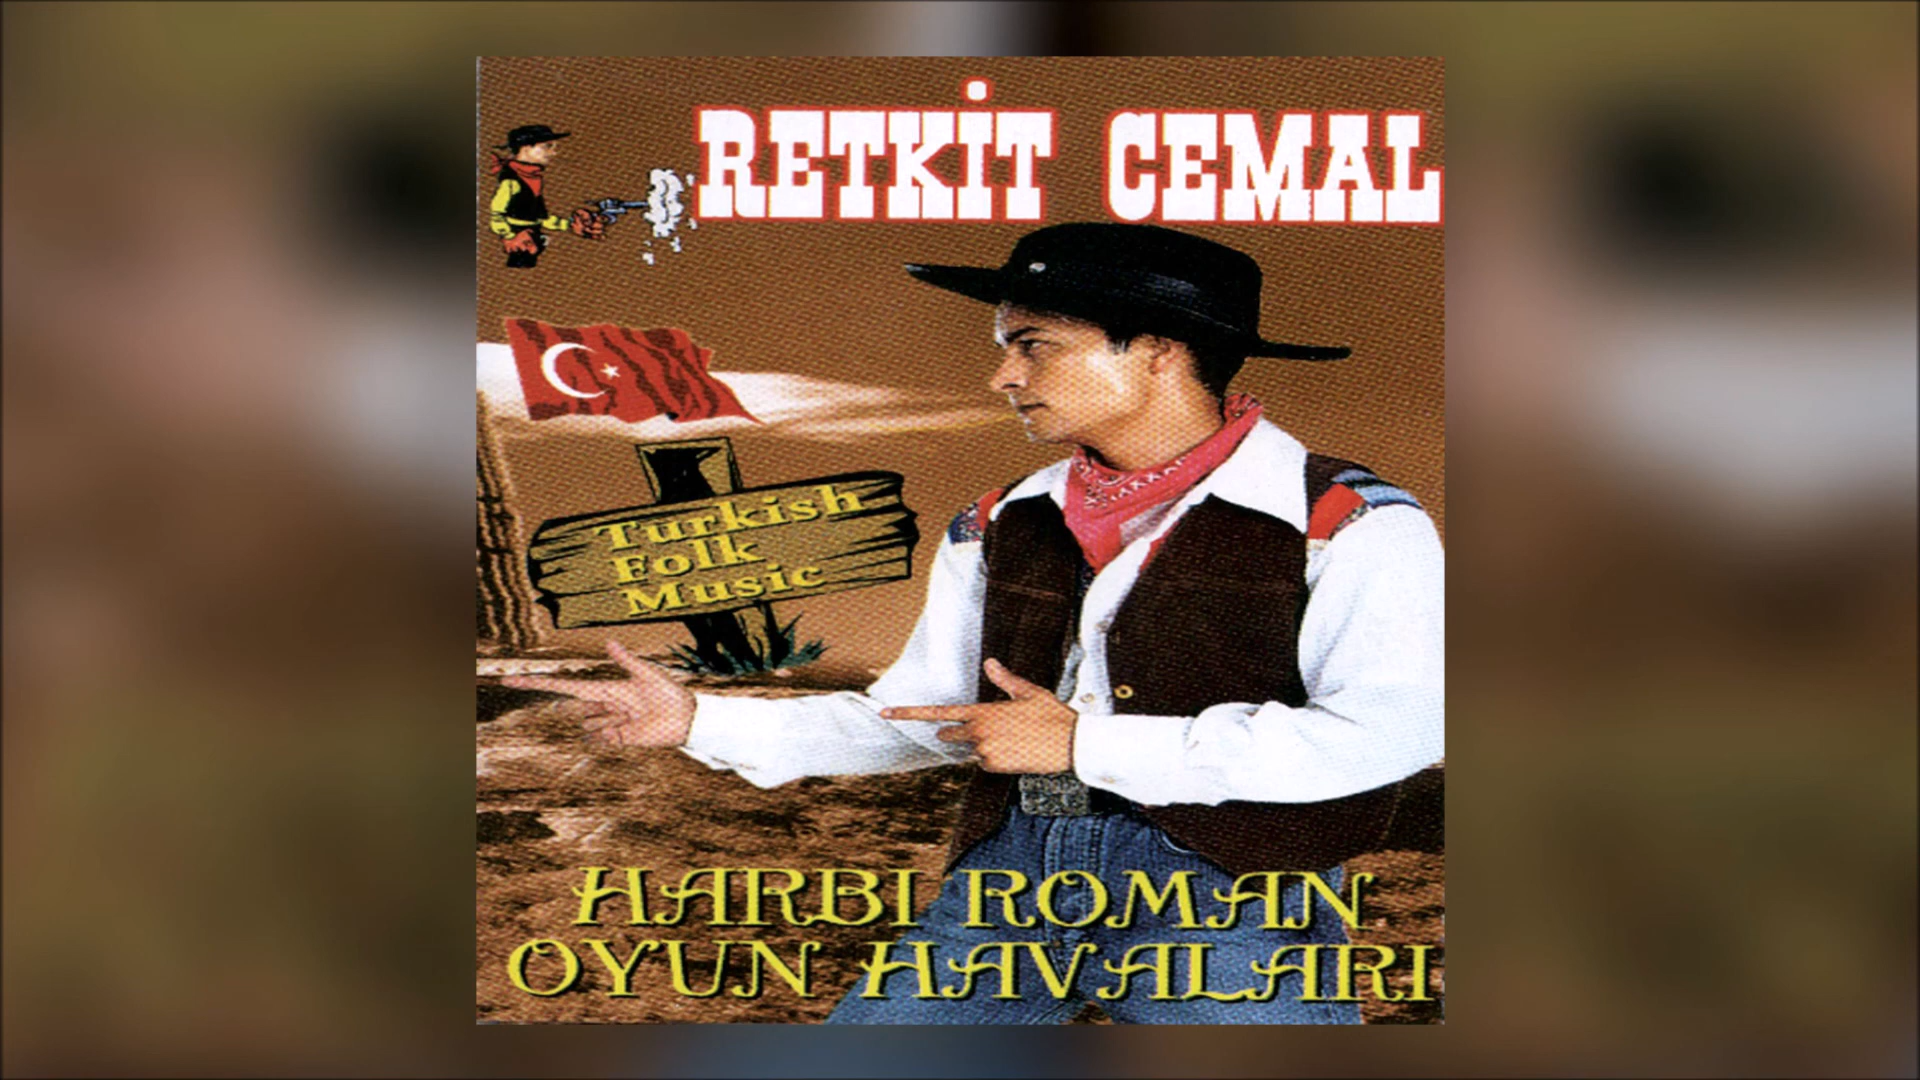 RETKİT CEMAL
Turkish
Folk
Music
HARBI ROMAN
OYUN HAVALARI